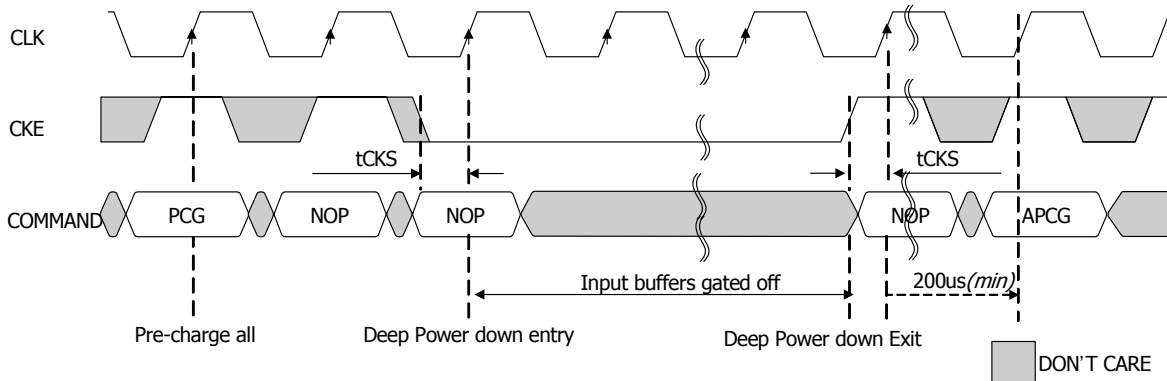 CLK
CKE
tCKS
tCKS
COMMAND
PCG
NOP
NOP
NOP
APCG
Input buffers gated off
200us(min)
Pre-charge all
Deep Power down entry
Deep Power down Exit
DON'T CARE